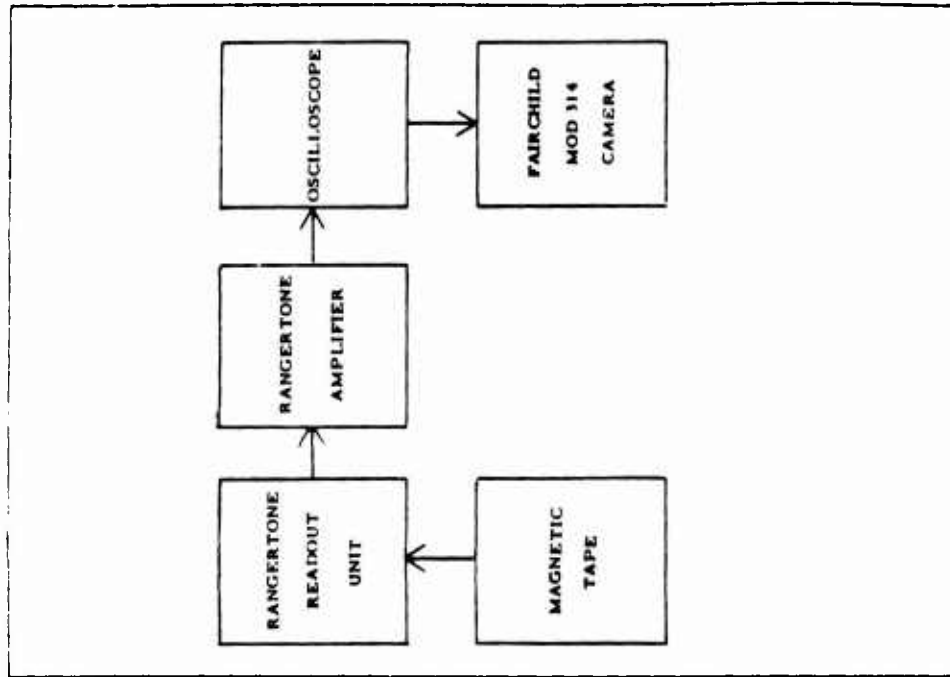 MAGNETIC
TAPE
RANGERTONE
READOUT
UNIT
RANGERTONE
AMPLIFIER
OSCILLOSCOPE
FAIRCHILD
MOD 314
CAMERA